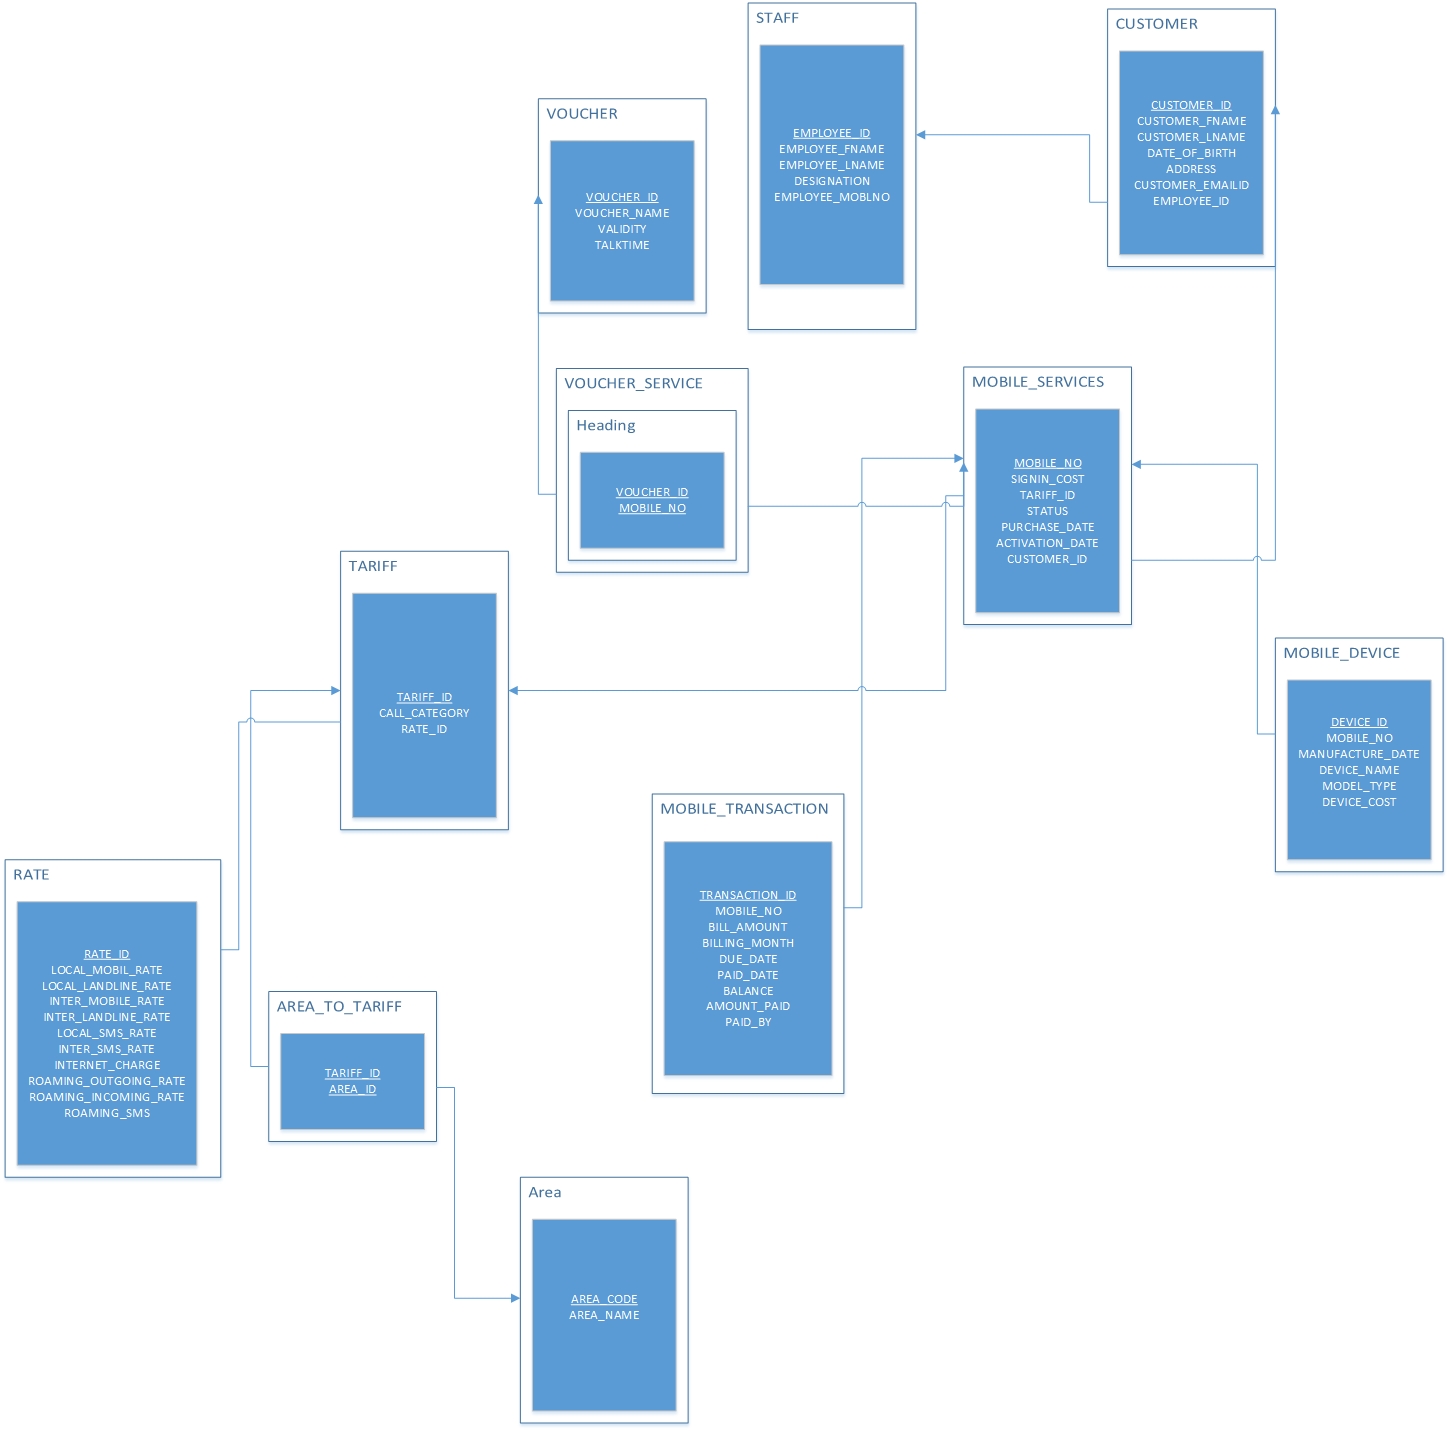 STAFF
EMPLOYEE_ID
EMPLOYEE_FNAME
EMPLOYEE_LNAME
DESIGNATION
EMPLOYEE_MOBLNO
CUSTOMER
CUSTOMER_ID
CUSTOMER_FNAME
CUSTOMER_LNAME
DATE_OF_BIRTH
ADDRESS
CUSTOMER_EMAILID
EMPLOYEE_ID
VOUCHER
VOUCHER_ID
VOUCHER_NAME
VALIDITY
TALKTIME
VOUCHER_SERVICE
Heading
VOUCHER_ID
MOBILE_NO
MOBILE_SERVICES
MOBILE_NO
SIGNIN_COST
TARIFF_ID
STATUS
PURCHASE_DATE
ACTIVATION_DATE
CUSTOMER_ID
TARIFF
TARIFF_ID
CALL_CATEGORY
RATE_ID
MOBILE_DEVICE
DEVICE_ID
MOBILE_NO
MANUFACTURE_DATE
DEVICE_NAME
MODEL_TYPE
DEVICE_COST
MOBILE_TRANSACTION
TRANSACTION_ID
MOBILE_NO
BILL_AMOUNT
BILLING_MONTH
DUE_DATE
PAID_DATE
BALANCE
AMOUNT_PAID
PAID_BY
RATE
RATE_ID
LOCAL_MOBIL_RATE
LOCAL_LANDLINE_RATE
INTER_MOBILE_RATE
INTER_LANDLINE_RATE
LOCAL_SMS_RATE
INTER_SMS_RATE
INTERNET_CHARGE
ROAMING_OUTGOING_RATE
ROAMING_INCOMING_RATE
ROAMING_SMS
AREA_TO_TARIFF
TARIFF_ID
AREA_ID
Area
AREA_CODE
AREA_NAME